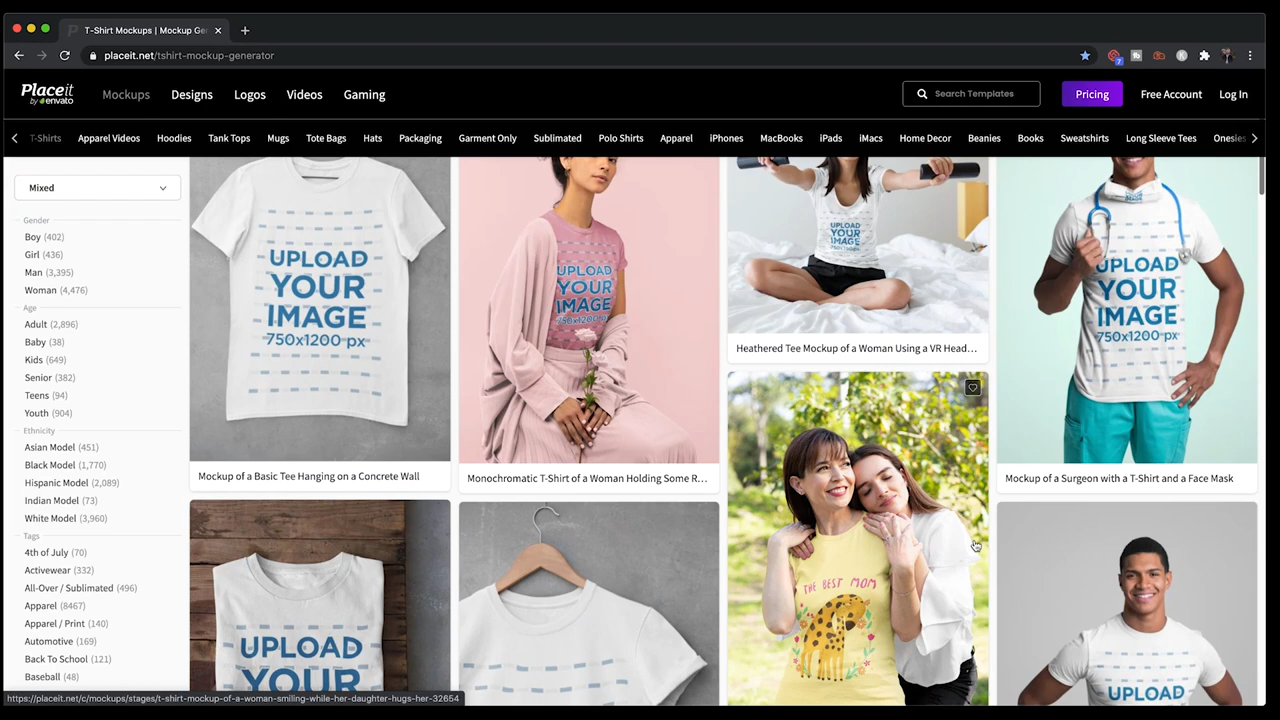 T-Shirt Mockups | Mockup Ge
placeit.net/tshirt-mockup-generator
7
Placeit
by envato
Mockups
Designs
Logos
Videos
Gaming
Search Templates
Pricing
Free Account
Log In
T-Shirts
Apparel Videos
Hoodies
Tank Tops
Mugs
Tote Bags
Hats
Packaging
Garment Only
Sublimated
Polo Shirts
Apparel
iPhones
MacBooks
iPads
iMacs
Home Decor
Beanies
Books
Sweatshirts
Long Sleeve Tees
Onesies
Mixed
Gender
Boy (402)
Girl (436)
Man (3,395)
Woman (4,476)
Age
Adult (2,896)
Baby (38)
Kids (649)
Senior (382)
Teens (94)
Youth (904)
Ethnicity
Asian Model (451)
Black Model (1,770)
Hispanic Model (2,089)
Indian Model (73)
White Model (3,960)
Tags
4th of July (70)
Activewear (332)
All-Over / Sublimated (496)
Apparel (8467)
Apparel / Print (140)
Automotive (169)
Back To School (121)
Baseball (48)
UPLOAD
YOUR
IMAGE
750x1200 px
Mockup of a Basic Tee Hanging on a Concrete Wall
UPLOAD
YOUR
IMAGE
750x1200 px
Monochromatic T-Shirt of a Woman Holding Some R...
UPLOAD
YOUR
IMAGE
Heathered Tee Mockup of a Woman Using a VR Head...
UPLOAD
YOUR
IMAGE
750x1200 px
Mockup of a Surgeon with a T-Shirt and a Face Mask
UPLOAD
YOUR
THE BEST MOM
UPLOAD
https://placeit.net/c/mockups/stages/t-shirt-mockup-of-a-woman-smiling-while-her-daughter-hugs-her-32654